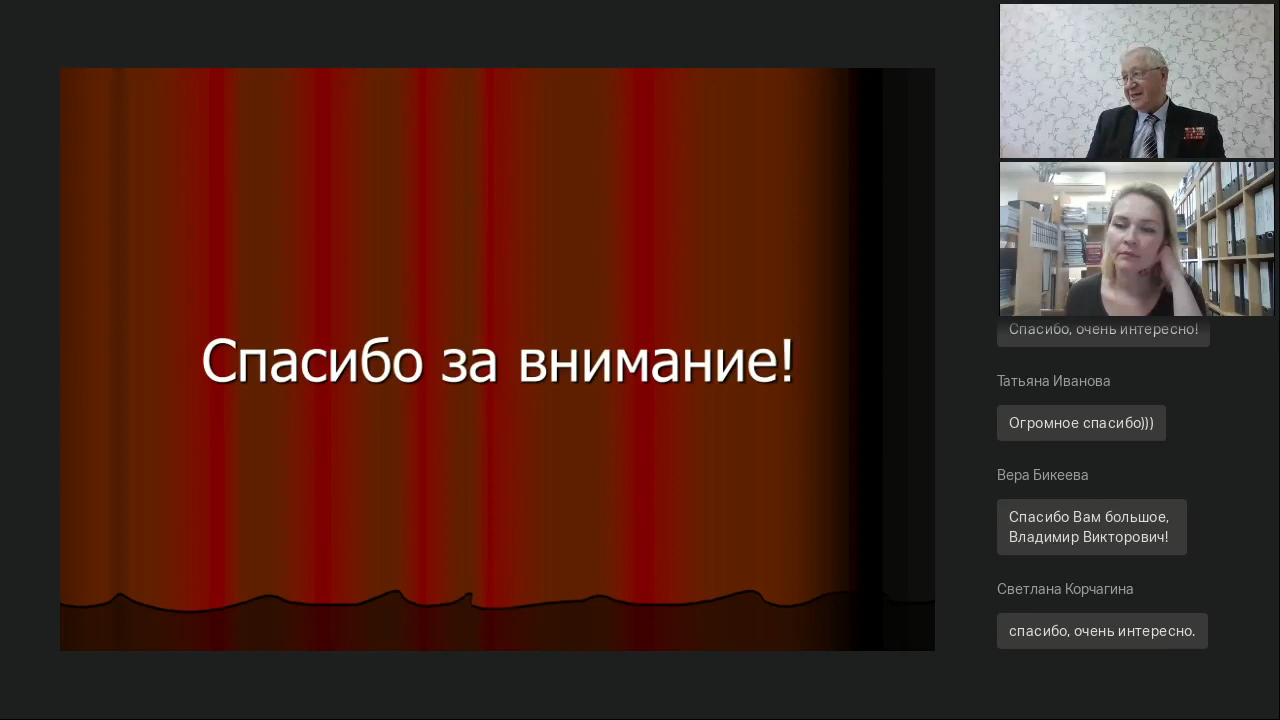 Спасибо за внимание!
Спасибо, очень интересно!
Татьяна Иванова
Огромное спасибо)))
Вера Бикеева
Спасибо Вам большое,
Владимир Викторович!
Светлана Корчагина
спасибо, очень интересно.